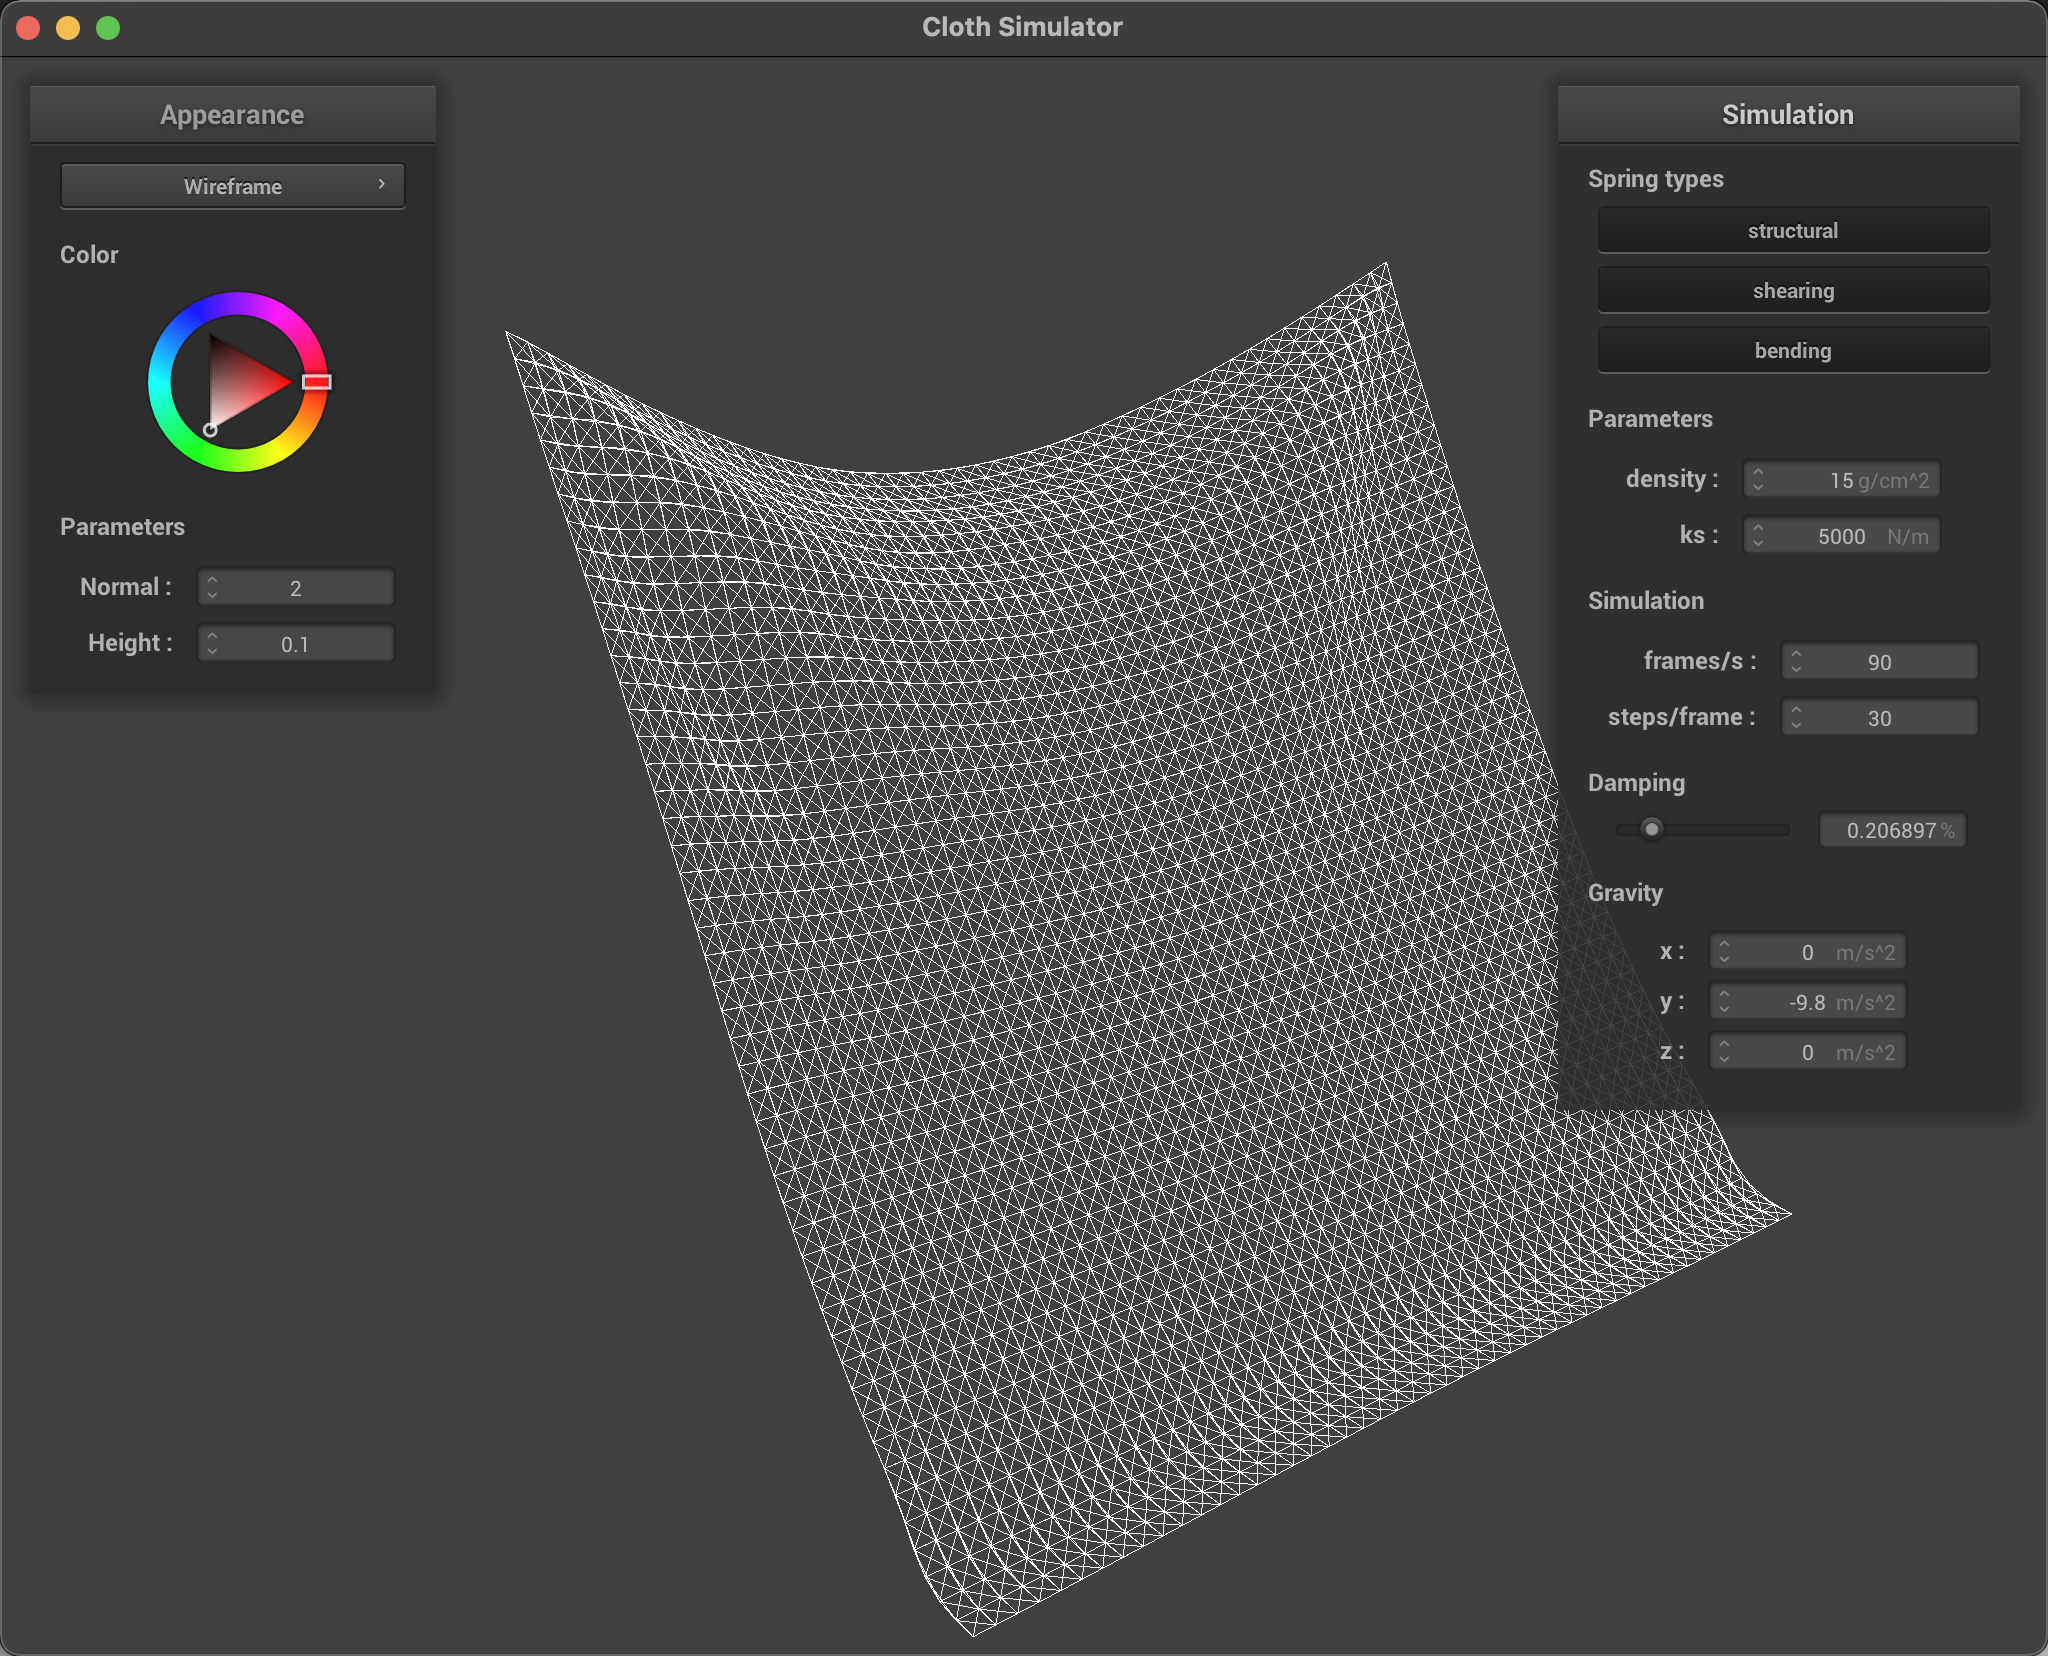 Cloth Simulator
Appearance
Wireframe
Color
Parameters
Normal : 2
Height : 0.1
Simulation
Spring types
structural
shearing
bending
Parameters
density : 15 g/cm^2
ks : 5000 N/m
Simulation
frames/s : 90
steps/frame : 30
Damping
0.206897 %
Gravity
x : 0 m/s^2
y : -9.8 m/s^2
z : 0 m/s^2